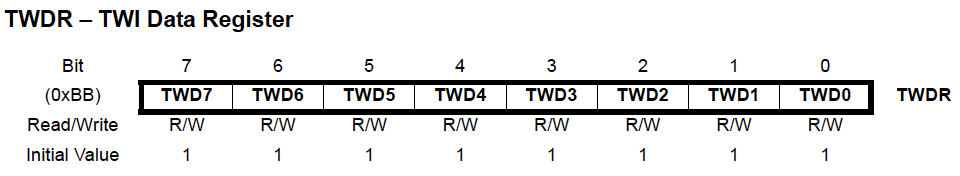 TWDR – TWI Data Register
Bit 7 6 5 4 3 2 1 0
(0xBB) TWD7 TWD6 TWD5 TWD4 TWD3 TWD2 TWD1 TWD0 TWDR
Read/Write R/W R/W R/W R/W R/W R/W R/W R/W
Initial Value 1 1 1 1 1 1 1 1